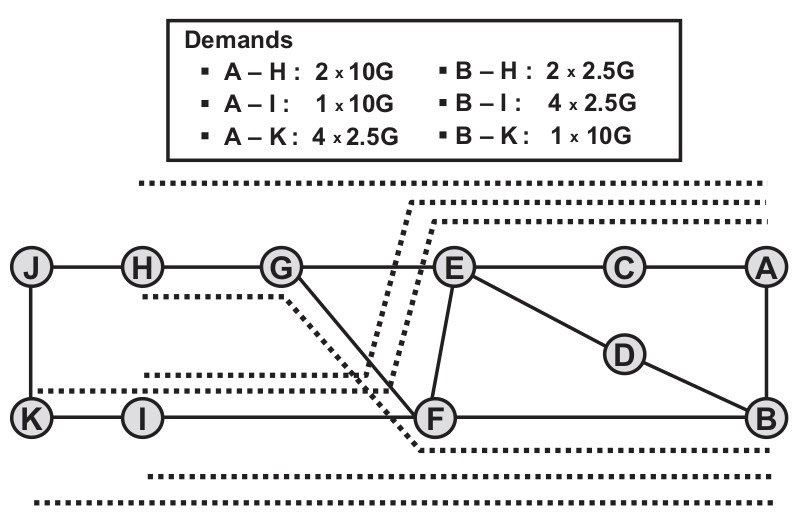 Demands
▪ A – H : 2 x 10G ▪ B – H : 2 x 2.5G
▪ A – I : 1 x 10G ▪ B – I : 4 x 2.5G
▪ A – K : 4 x 2.5G ▪ B – K : 1 x 10G
J H G E C A
D
K I F B